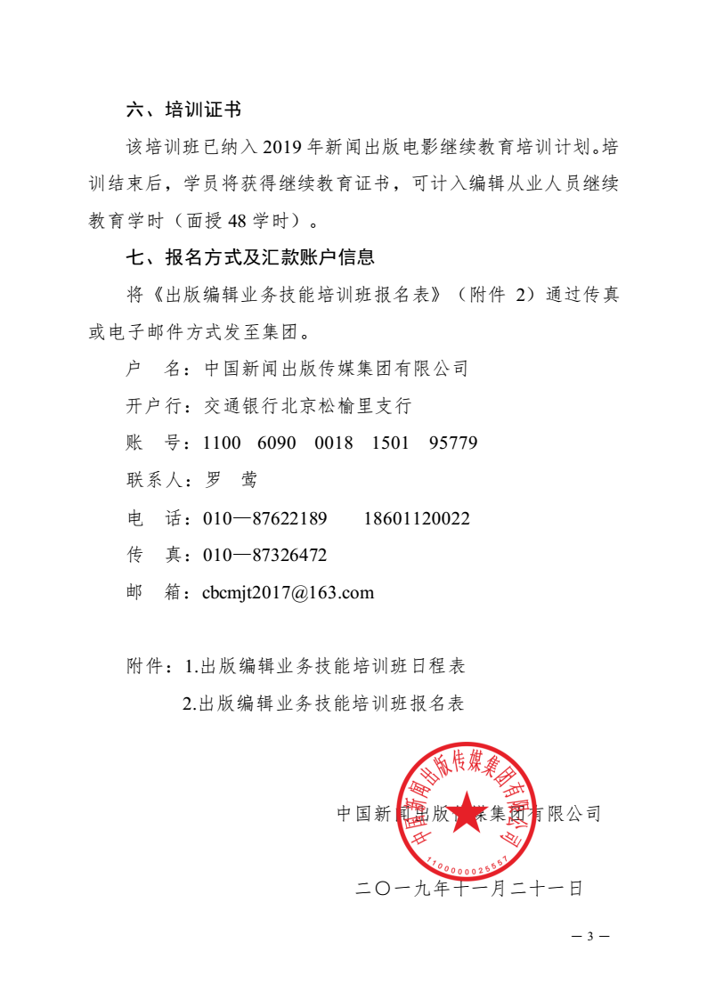 六、培训证书
该培训班已纳入 2019 年新闻出版电影继续教育培训计划。培
训结束后，学员将获得继续教育证书，可计入编辑从业人员继续
教育学时（面授 48 学时）。
七、报名方式及汇款账户信息
将《出版编辑业务技能培训班报名表》（附件 2）通过传真
或电子邮件方式发至集团。
户　名：中国新闻出版传媒集团有限公司
开户行：交通银行北京松榆里支行
账　号：1100　6090　0018　1501　95779
联系人：罗　莺
电　话：010—87622189　　18601120022
传　真：010—87326472
邮　箱：cbcmjt2017@163.com
附件：1.出版编辑业务技能培训班日程表
2.出版编辑业务技能培训班报名表
中国新闻出版传媒集团有限公司
中国新闻出版传媒集团有限公司
1100000025557
二〇一九年十一月二十一日
— 3 —